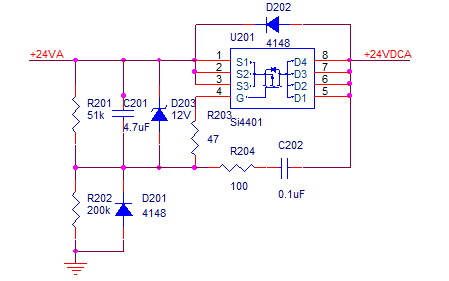 D202
U201
4148
+24VA
+24VDCA
1
2
3
4
S1
S2
S3
G
D4
D3
D2
D1
8
7
6
5
Si4401
R201
51k
C201
4.7uF
D203
12V
R203
47
R204
100
C202
0.1uF
R202
200k
D201
4148